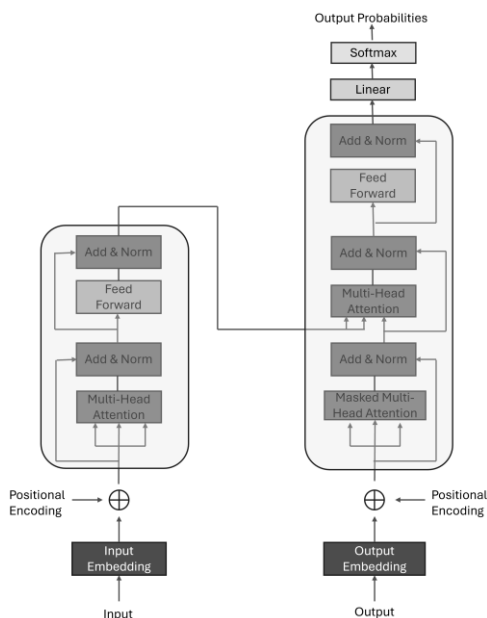 Output Probabilities
Softmax
Linear
Add & Norm
Feed
Forward
Add & Norm
Multi-Head
Attention
Add & Norm
Masked Multi-
Head Attention
Positional
Encoding
Output
Embedding
Output
Add & Norm
Feed
Forward
Add & Norm
Multi-Head
Attention
Positional
Encoding
Input
Embedding
Input